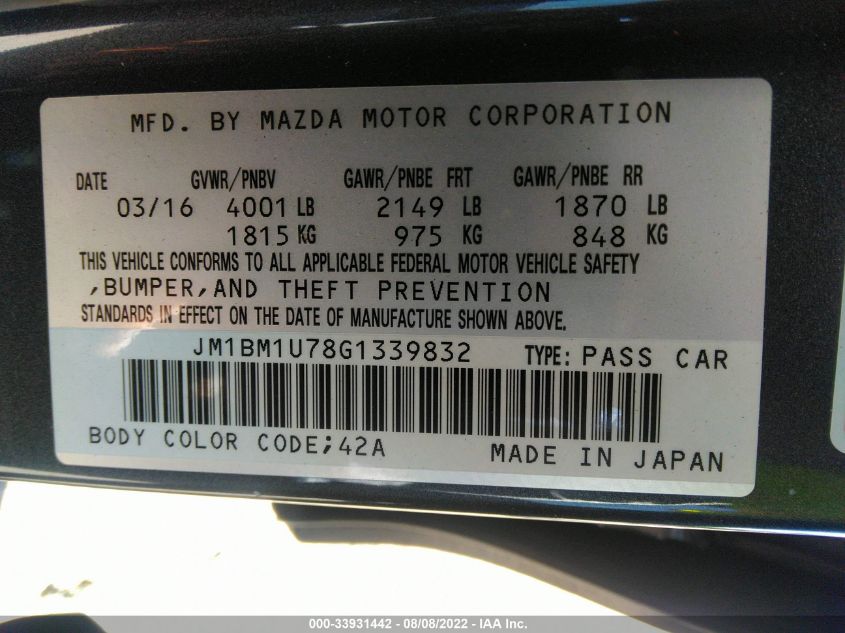 MFD. BY MAZDA MOTOR CORPORATION
DATE GVWR/PNBV GAWR/PNBE FRT GAWR/PNBE RR
03/16 4001 LB 2149 LB 1870 LB
1815 KG 975 KG 848 KG
THIS VEHICLE CONFORMS TO ALL APPLICABLE FEDERAL MOTOR VEHICLE SAFETY
,BUMPER,AND THEFT PREVENTION
STANDARDS IN EFFECT ON THE DATE OF MANUFACTURE SHOWN ABOVE.
JM1BM1U78G1339832 TYPE: PASS CAR
BODY COLOR CODE;42A MADE IN JAPAN
000-33931442 - 08/08/2022 - IAA Inc.